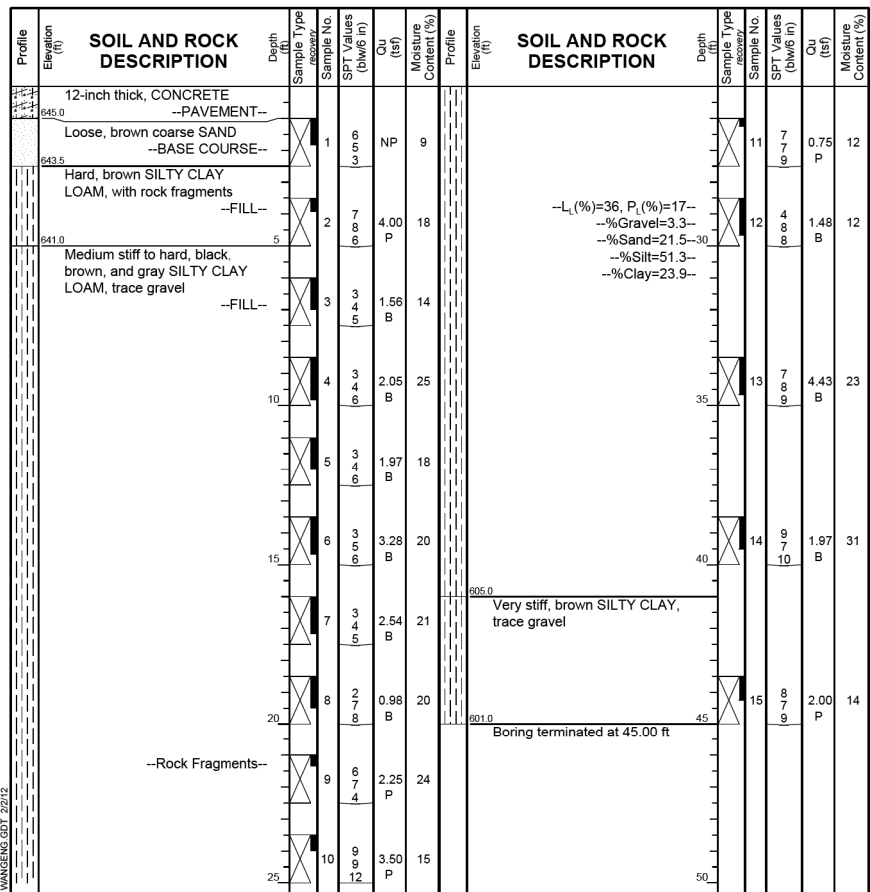 Profile
Elevation (ft)
SOIL AND ROCK
DESCRIPTION
Depth (ft)
Sample Type
recovery
Sample No.
SPT Values (blw/6 in)
Qu (tsf)
Moisture Content (%)
Profile
Elevation (ft)
SOIL AND ROCK
DESCRIPTION
Depth (ft)
Sample Type
recovery
Sample No.
SPT Values (blw/6 in)
Qu (tsf)
Moisture Content (%)
12-inch thick, CONCRETE
--PAVEMENT--
645.0
Loose, brown coarse SAND
--BASE COURSE--
643.5
1
6
5
3
NP
9
Hard, brown SILTY CLAY
LOAM, with rock fragments
--FILL--
641.0
5
2
7
8
6
4.00
P
18
Medium stiff to hard, black,
brown, and gray SILTY CLAY
LOAM, trace gravel
--FILL--
3
3
4
5
1.56
B
14
10
4
3
4
6
2.05
B
25
5
3
4
6
1.97
B
18
15
6
3
5
6
3.28
B
20
7
3
4
5
2.54
B
21
20
8
2
7
8
0.98
B
20
--Rock Fragments--
9
6
7
4
2.25
P
24
25
10
9
9
12
3.50
P
15
11
7
7
9
0.75
P
12
--LL(%)=36, PL(%)=17--
--%Gravel=3.3--
--%Sand=21.5--30
--%Silt=51.3--
--%Clay=23.9--
12
4
8
8
1.48
B
12
35
13
7
8
9
4.43
B
23
40
14
9
7
10
1.97
B
31
605.0
Very stiff, brown SILTY CLAY,
trace gravel
601.0
45
15
8
7
9
2.00
P
14
Boring terminated at 45.00 ft
50
WANGENG.GDT 2/2/12